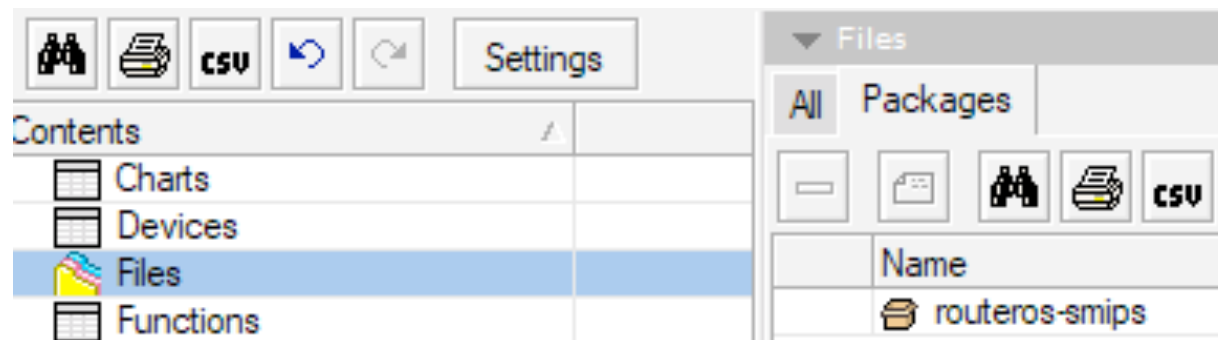 csv Settings
Contents
Charts
Devices
Files
Functions
Files
All Packages
csv
Name
routeros-smips